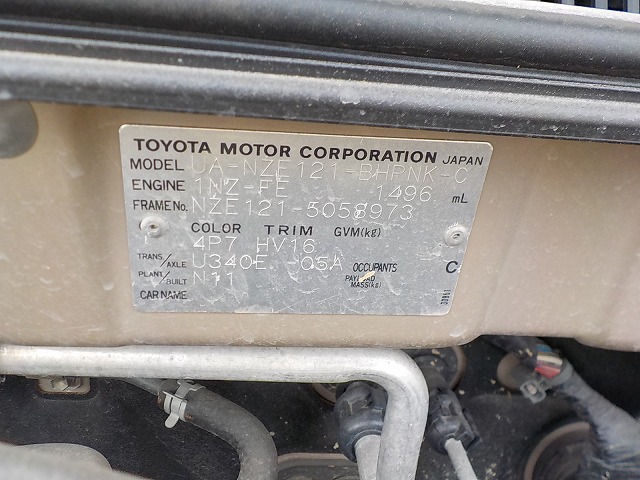 TOYOTA MOTOR CORPORATION JAPAN
MODEL UA-NZE121-BHPNK-C
ENGINE 1NZ-FE 1496 mL
FRAME No. NZE121-5058973
COLOR TRIM GVM(kg)
4P7 HV16
TRANS/AXLE U340E -05A OCCUPANTS C
PLANT/BUILT N11 PAYLOAD MASS(kg)
CAR NAME